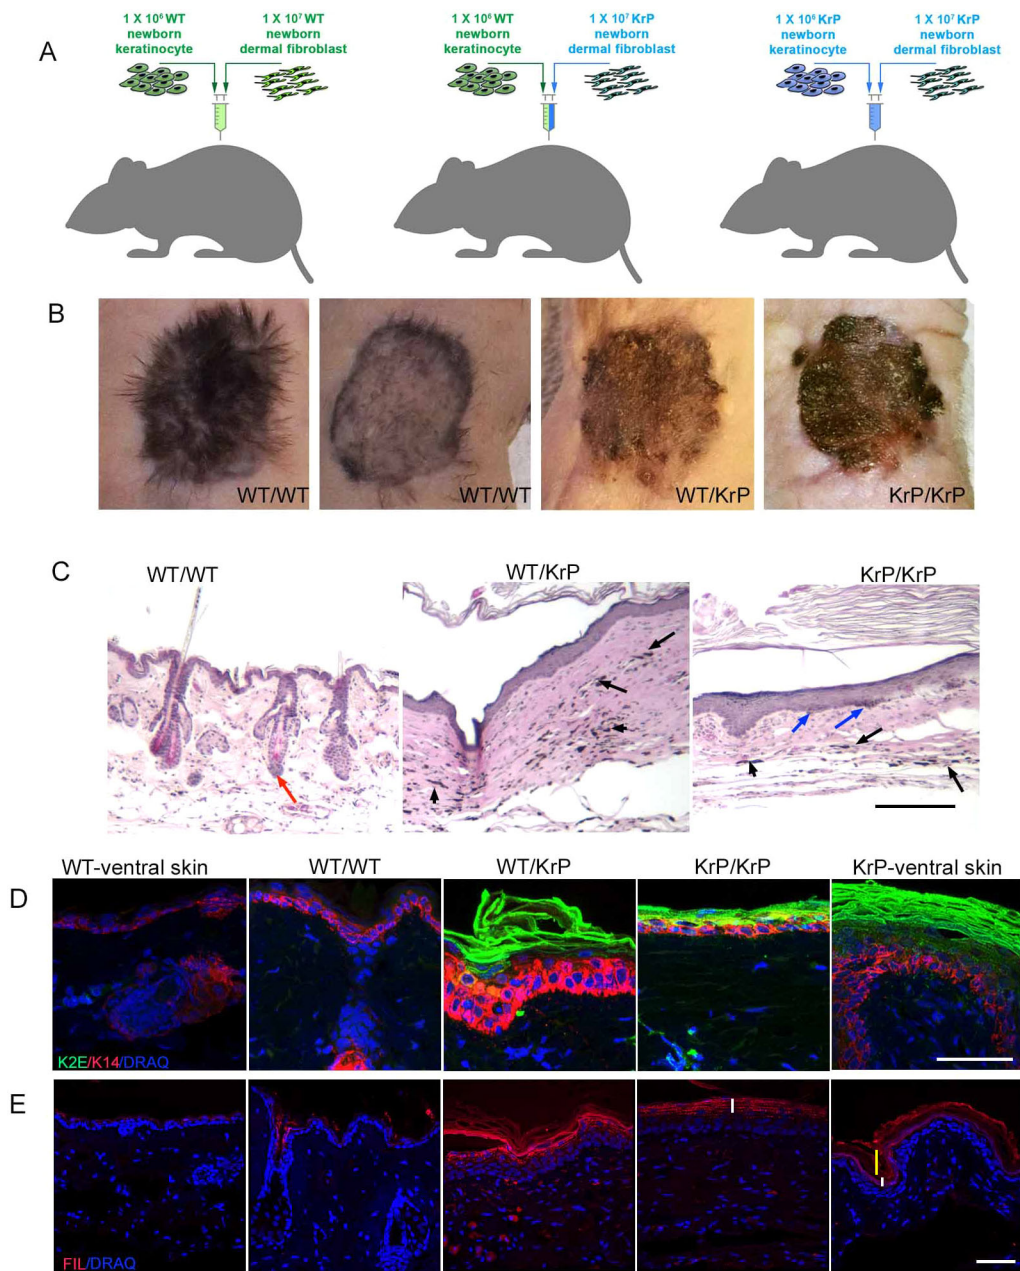 A
1 X 10⁶ WT
newborn
keratinocyte
1 X 10⁷ WT
newborn
dermal fibroblast
1 X 10⁶ WT
newborn
keratinocyte
1 X 10⁷ KrP
newborn
dermal fibroblast
1 X 10⁶ KrP
newborn
keratinocyte
1 X 10⁷ KrP
newborn
dermal fibroblast
B
WT/WT
WT/WT
WT/KrP
KrP/KrP
C
WT/WT
WT/KrP
KrP/KrP
D
WT-ventral skin
WT/WT
WT/KrP
KrP/KrP
KrP-ventral skin
K2E/K14/DRAQ
E
FIL/DRAQ